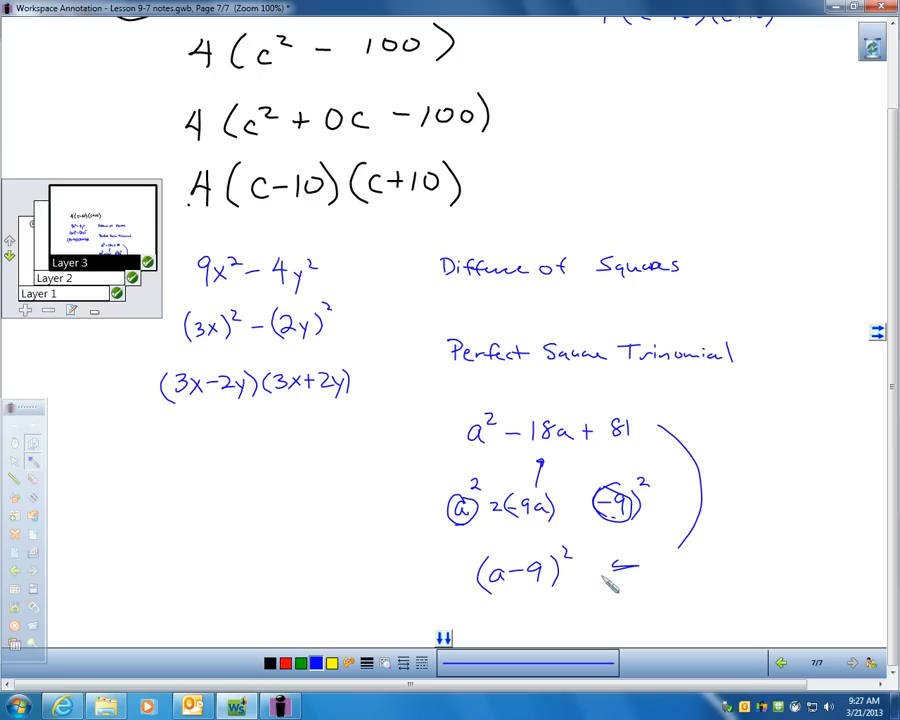 Workspace Annotation - Lesson 9-7 notes.gwb, Page 7/7 (Zoom 100%) *
4 ( c² - 100 )
4 ( c² + 0c - 100)
4 ( c-10) (c+10)
Layer 3
Layer 2
Layer 1
9x² - 4y²
(3x)² - (2y)²
(3x-2y)(3x+2y)
Diffence of Squares
Perfect Square Trinomial
a² - 18a + 81
a² 2(-9a) (-9)²
(a-9)²
7/7
9:27 AM
3/21/2013